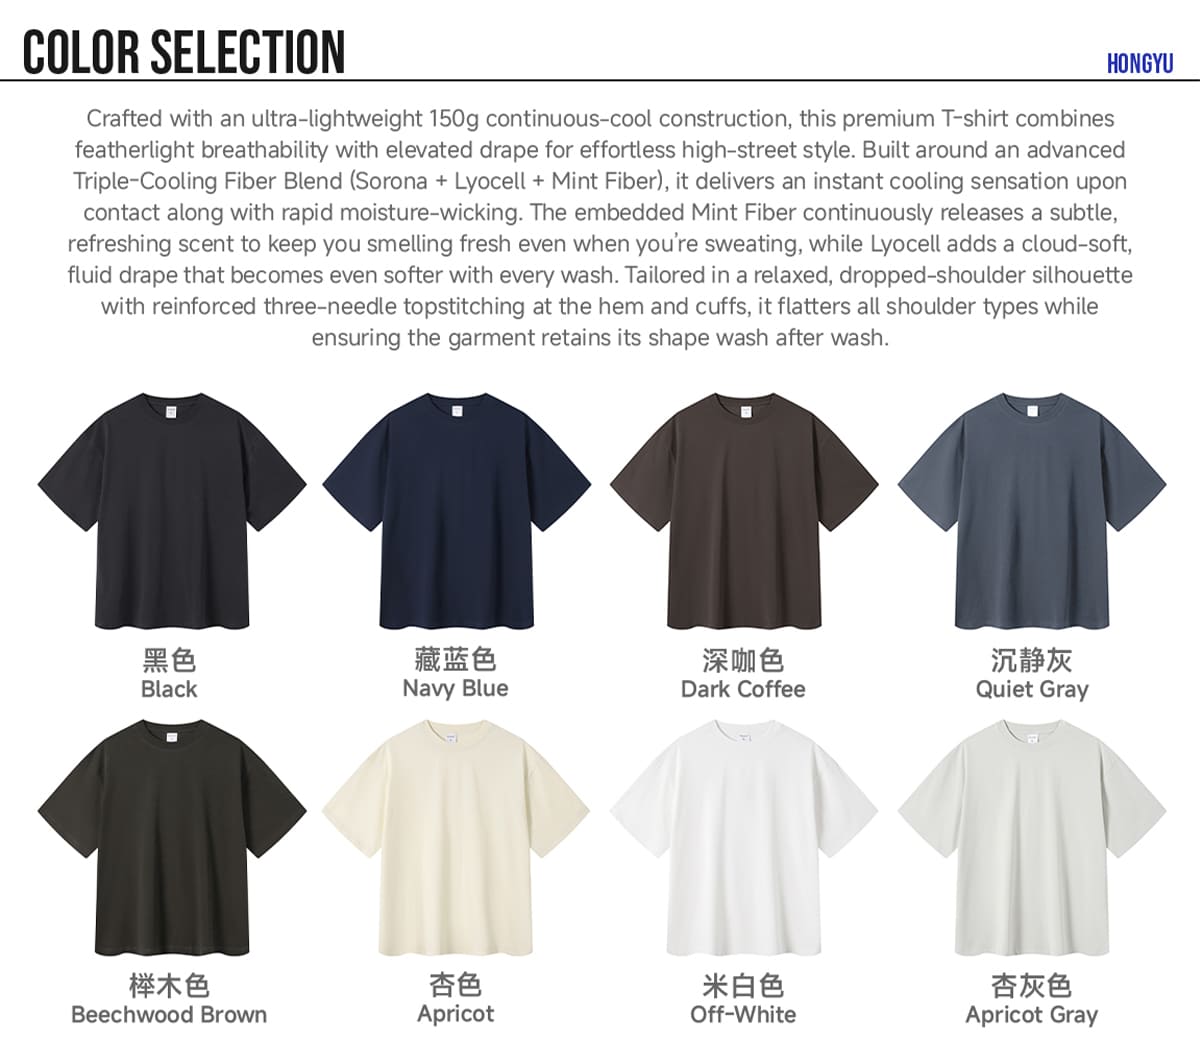 COLOR SELECTION
HONGYU
Crafted with an ultra-lightweight 150g continuous-cool construction, this premium T-shirt combines
featherlight breathability with elevated drape for effortless high-street style. Built around an advanced
Triple-Cooling Fiber Blend (Sorona + Lyocell + Mint Fiber), it delivers an instant cooling sensation upon
contact along with rapid moisture-wicking. The embedded Mint Fiber continuously releases a subtle,
refreshing scent to keep you smelling fresh even when you're sweating, while Lyocell adds a cloud-soft,
fluid drape that becomes even softer with every wash. Tailored in a relaxed, dropped-shoulder silhouette
with reinforced three-needle topstitching at the hem and cuffs, it flatters all shoulder types while
ensuring the garment retains its shape wash after wash.
黑色
Black
藏蓝色
Navy Blue
深咖色
Dark Coffee
沉静灰
Quiet Gray
榉木色
Beechwood Brown
杏色
Apricot
米白色
Off-White
杏灰色
Apricot Gray